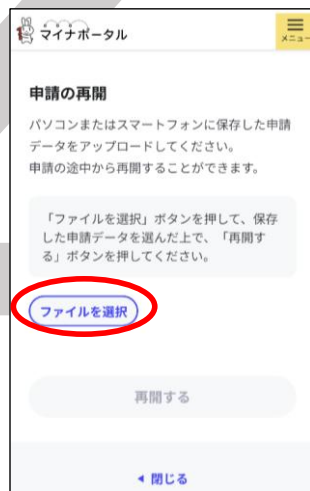 マイナポータル
メニュー
申請の再開
パソコンまたはスマートフォンに保存した申請
データをアップロードしてください。
申請の途中から再開することができます。
「ファイルを選択」ボタンを押して、保存
した申請データを選んだ上で、「再開す
る」ボタンを押してください。
ファイルを選択
再開する
◀ 閉じる